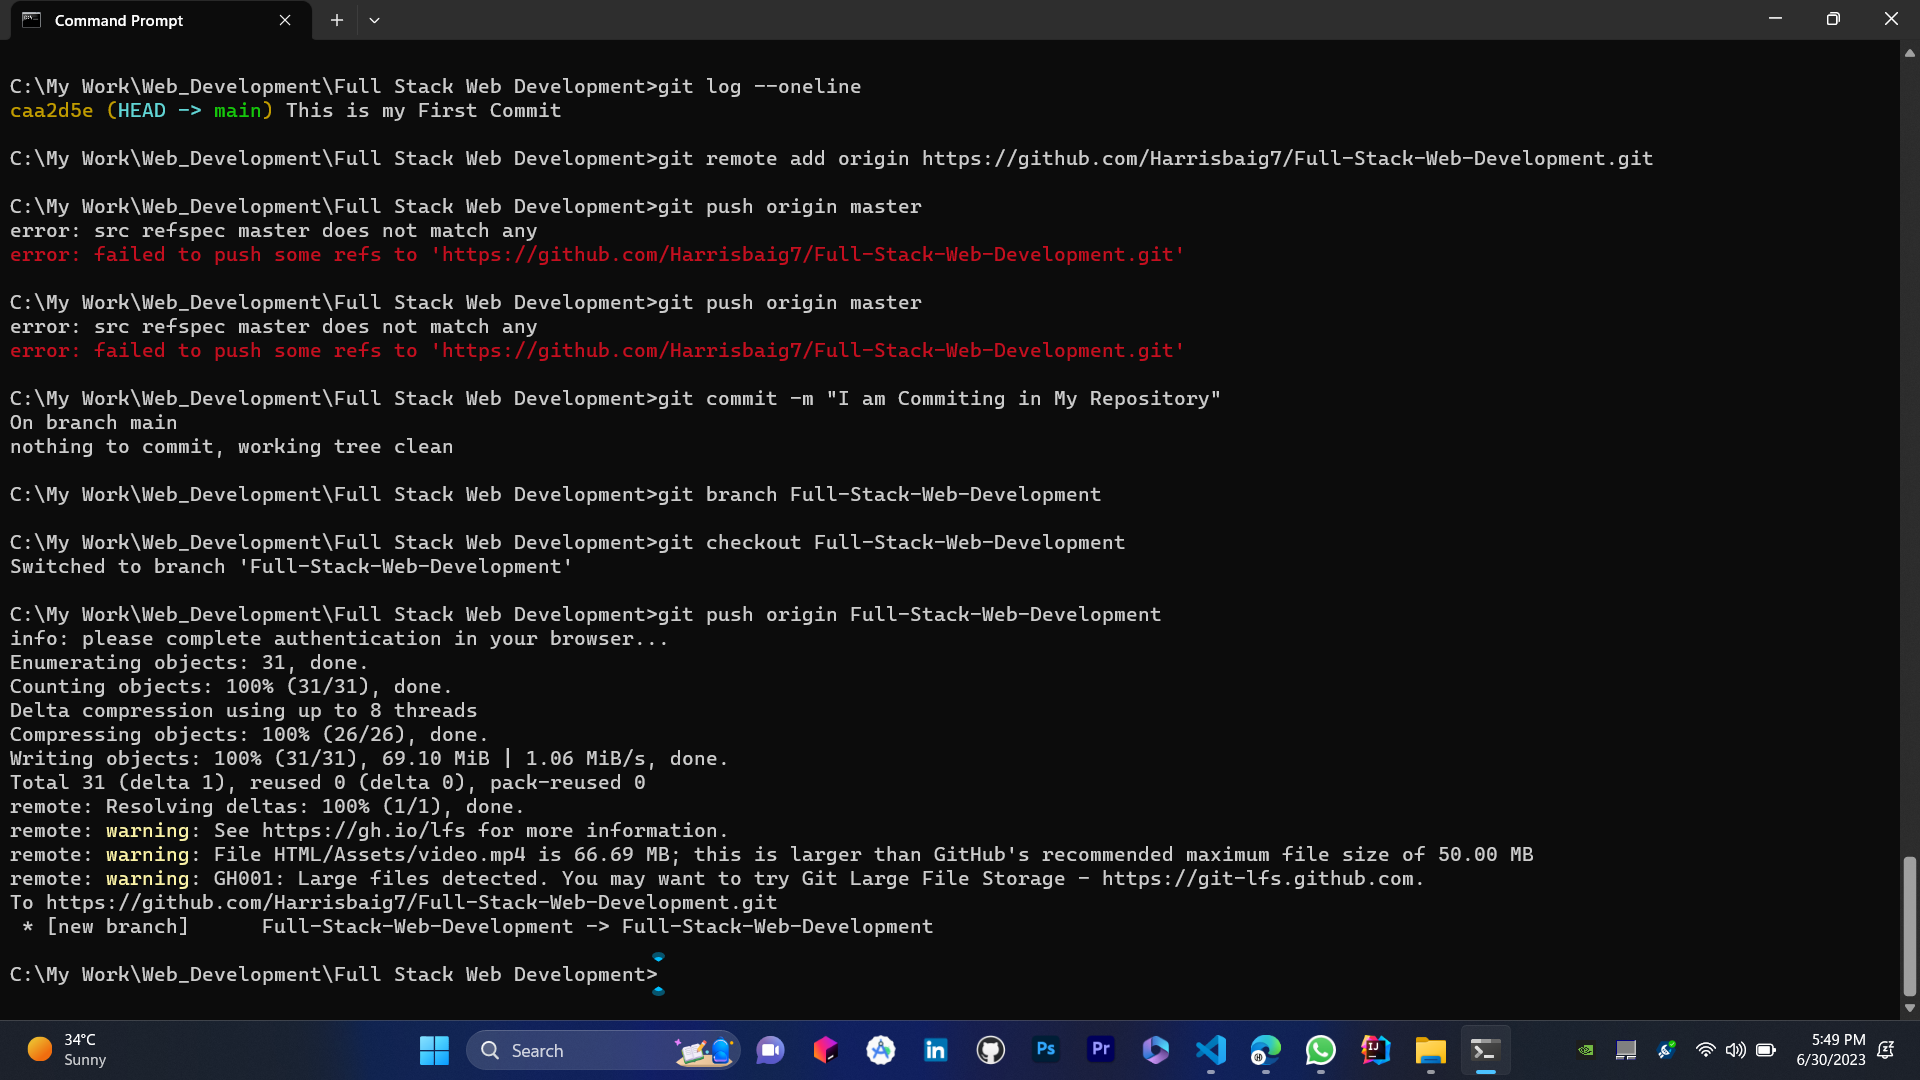 Command Prompt
C:\My Work\Web_Development\Full Stack Web Development>git log --oneline
caa2d5e (HEAD -> main) This is my First Commit
C:\My Work\Web_Development\Full Stack Web Development>git remote add origin https://github.com/Harrisbaig7/Full-Stack-Web-Development.git
C:\My Work\Web_Development\Full Stack Web Development>git push origin master
error: src refspec master does not match any
error: failed to push some refs to 'https://github.com/Harrisbaig7/Full-Stack-Web-Development.git'
C:\My Work\Web_Development\Full Stack Web Development>git push origin master
error: src refspec master does not match any
error: failed to push some refs to 'https://github.com/Harrisbaig7/Full-Stack-Web-Development.git'
C:\My Work\Web_Development\Full Stack Web Development>git commit -m "I am Commiting in My Repository"
On branch main
nothing to commit, working tree clean
C:\My Work\Web_Development\Full Stack Web Development>git branch Full-Stack-Web-Development
C:\My Work\Web_Development\Full Stack Web Development>git checkout Full-Stack-Web-Development
Switched to branch 'Full-Stack-Web-Development'
C:\My Work\Web_Development\Full Stack Web Development>git push origin Full-Stack-Web-Development
info: please complete authentication in your browser...
Enumerating objects: 31, done.
Counting objects: 100% (31/31), done.
Delta compression using up to 8 threads
Compressing objects: 100% (26/26), done.
Writing objects: 100% (31/31), 69.10 MiB | 1.06 MiB/s, done.
Total 31 (delta 1), reused 0 (delta 0), pack-reused 0
remote: Resolving deltas: 100% (1/1), done.
remote: warning: See https://gh.io/lfs for more information.
remote: warning: File HTML/Assets/video.mp4 is 66.69 MB; this is larger than GitHub's recommended maximum file size of 50.00 MB
remote: warning: GH001: Large files detected. You may want to try Git Large File Storage - https://git-lfs.github.com.
To https://github.com/Harrisbaig7/Full-Stack-Web-Development.git
 * [new branch]      Full-Stack-Web-Development -> Full-Stack-Web-Development
C:\My Work\Web_Development\Full Stack Web Development>
34°C
Sunny
Search
in
Ps
Pr
IJ
5:49 PM
6/30/2023